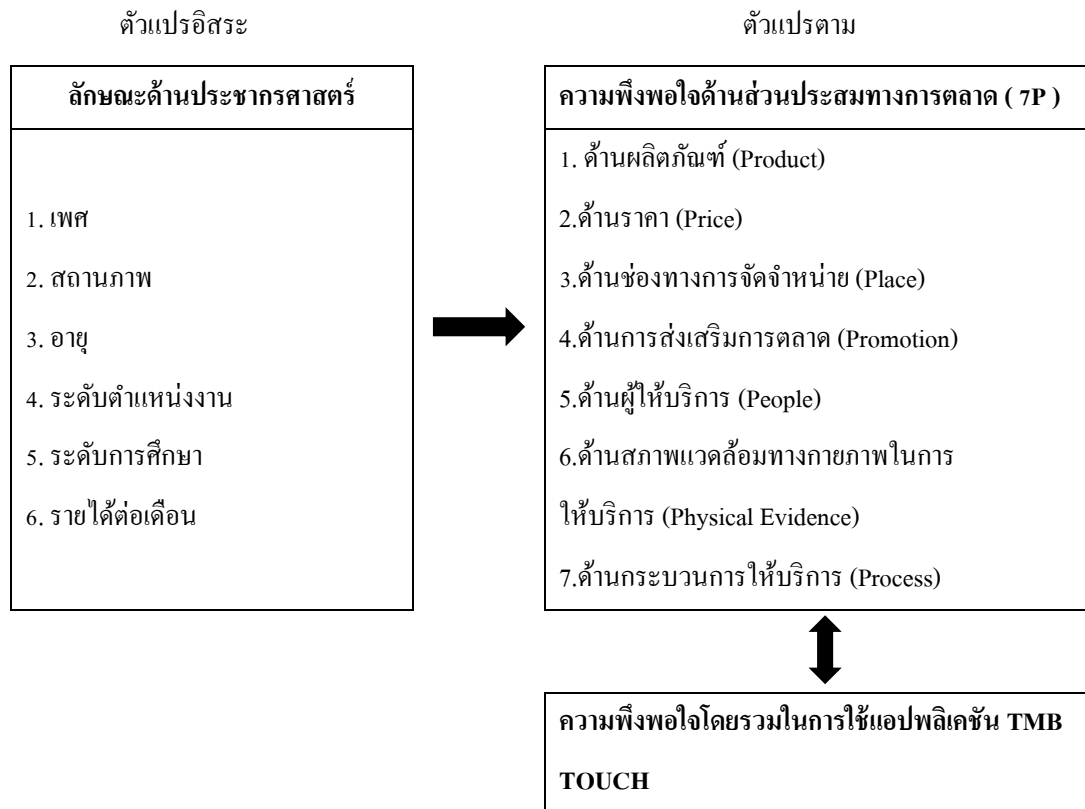 ตัวแปรอิสระ
ตัวแปรตาม
ลักษณะด้านประชากรศาสตร์
1. เพศ
2. สถานภาพ
3. อายุ
4. ระดับตำแหน่งงาน
5. ระดับการศึกษา
6. รายได้ต่อเดือน
ความพึงพอใจด้านส่วนประสมทางการตลาด ( 7P )
1. ด้านผลิตภัณฑ์ (Product)
2.ด้านราคา (Price)
3.ด้านช่องทางการจัดจำหน่าย (Place)
4.ด้านการส่งเสริมการตลาด (Promotion)
5.ด้านผู้ให้บริการ (People)
6.ด้านสภาพแวดล้อมทางกายภาพในการ
ให้บริการ (Physical Evidence)
7.ด้านกระบวนการให้บริการ (Process)
ความพึงพอใจโดยรวมในการใช้แอปพลิเคชัน TMB
TOUCH